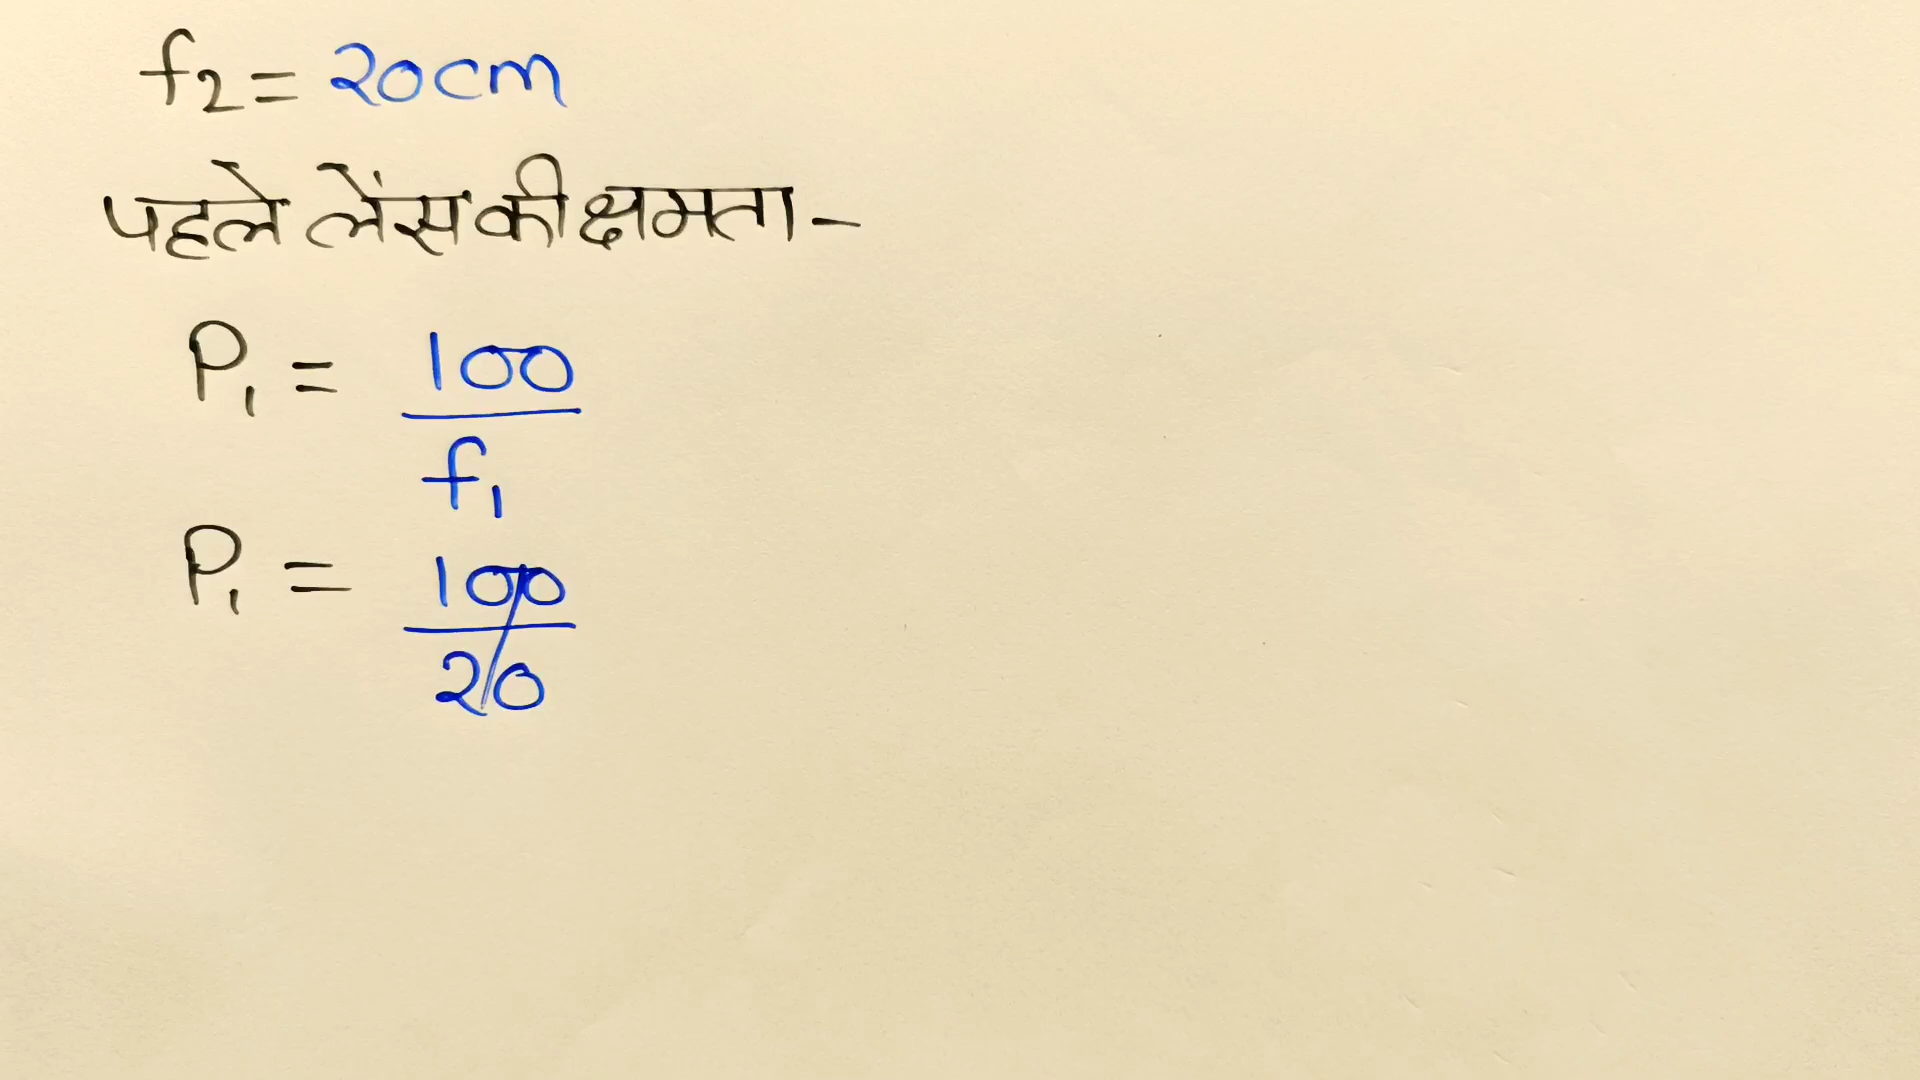 f2 = 20cm
पहले लेंस की क्षमता -
P1 = 100/f1
P1 = 100/20